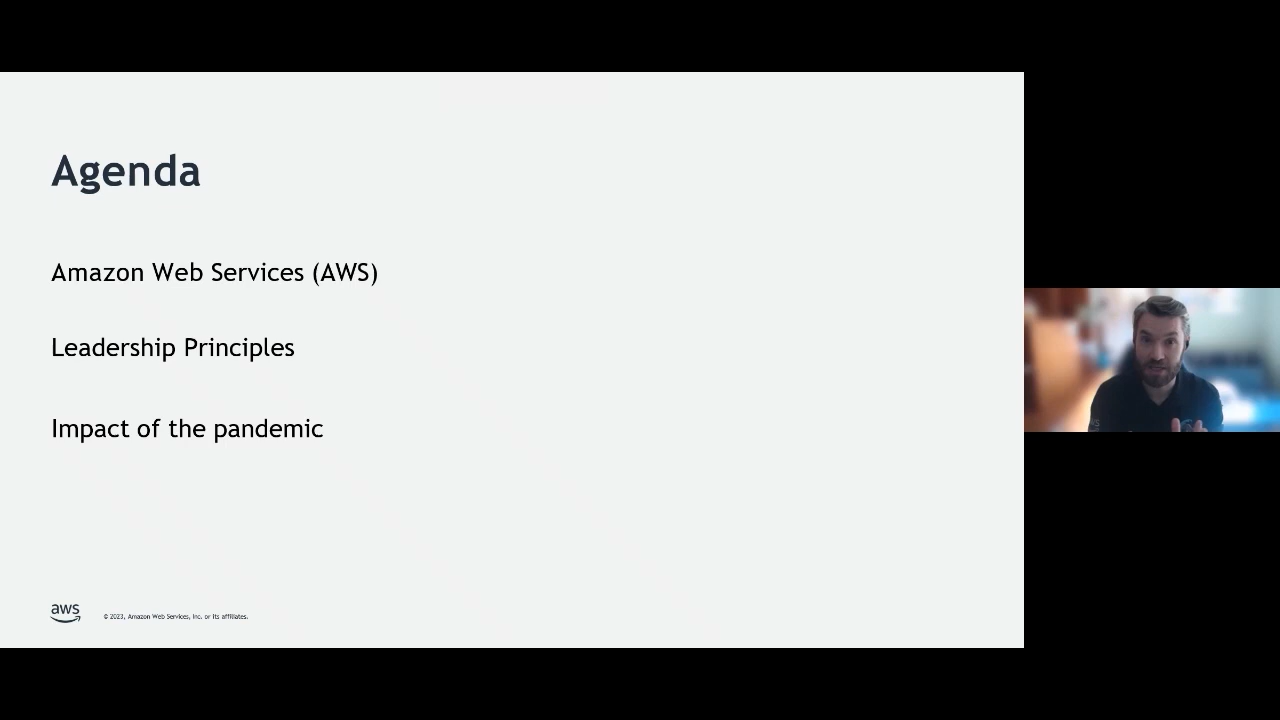 Agenda
Amazon Web Services (AWS)
Leadership Principles
Impact of the pandemic
aws
© 2023, Amazon Web Services, Inc. or its affiliates.